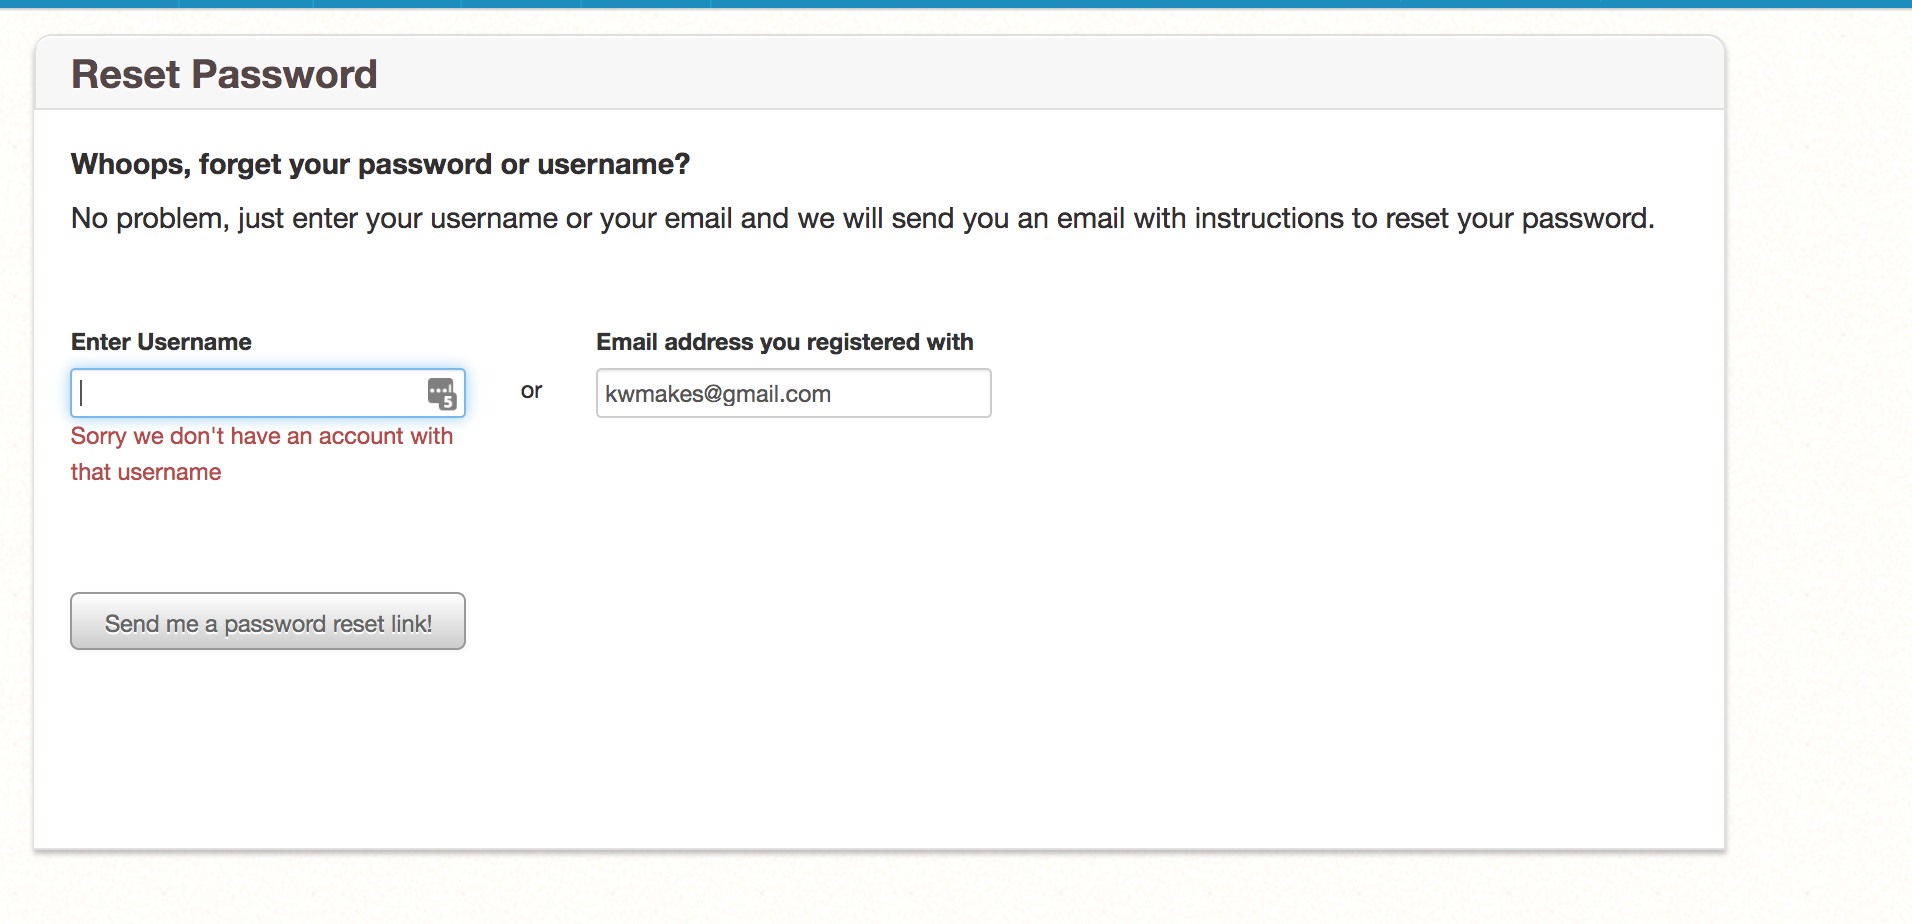 Reset Password
Whoops, forget your password or username?
No problem, just enter your username or your email and we will send you an email with instructions to reset your password.
Enter Username
Email address you registered with
5
or
kwmakes@gmail.com
Sorry we don't have an account with
that username
Send me a password reset link!